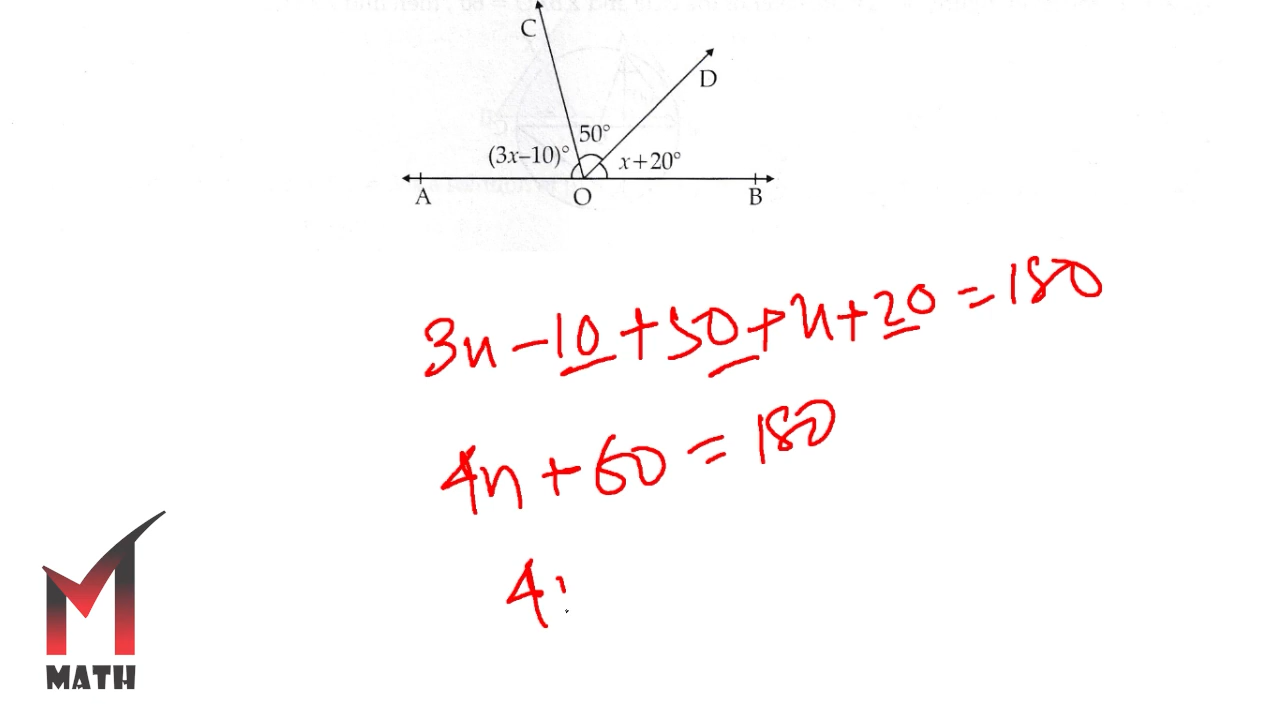 C
D
50°
(3x–10)°
x+20°
A
O
B
3x - 10 + 50 + x + 20 = 180
4x + 60 = 180
4
MATH